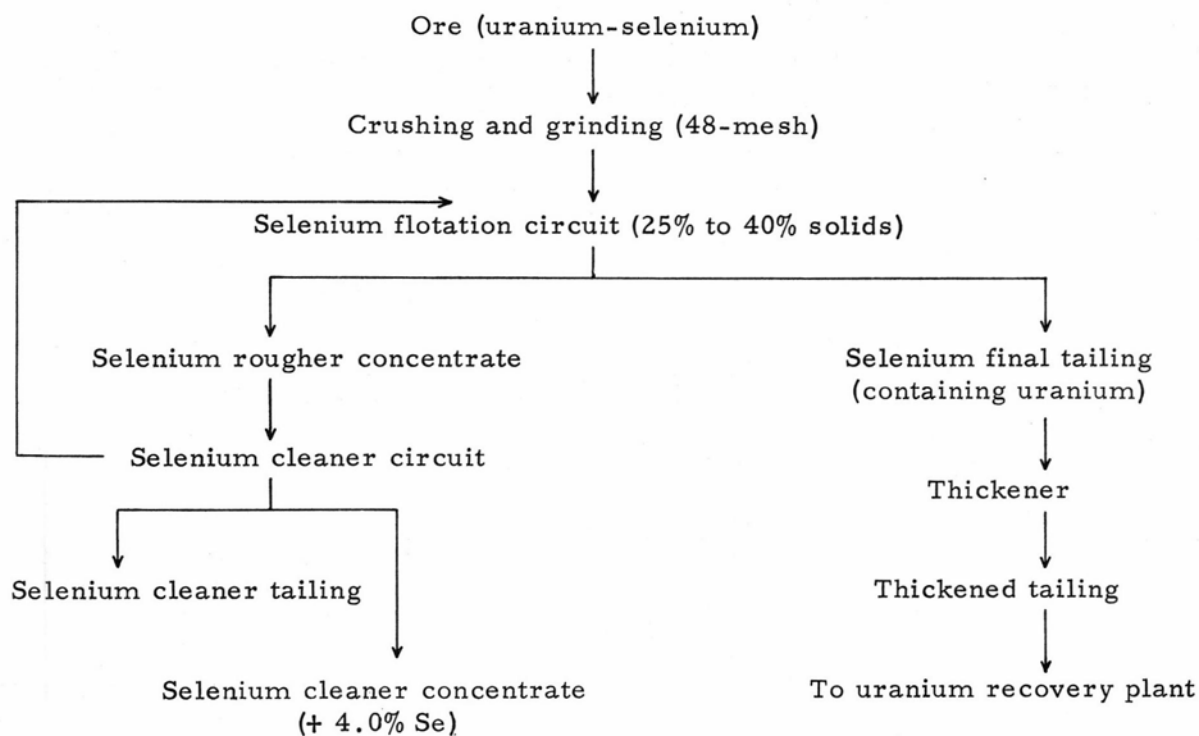 Ore (uranium-selenium)
Crushing and grinding (48-mesh)
Selenium flotation circuit (25% to 40% solids)
Selenium rougher concentrate
Selenium final tailing
(containing uranium)
Selenium cleaner circuit
Thickener
Selenium cleaner tailing
Thickened tailing
Selenium cleaner concentrate
(+ 4.0% Se)
To uranium recovery plant